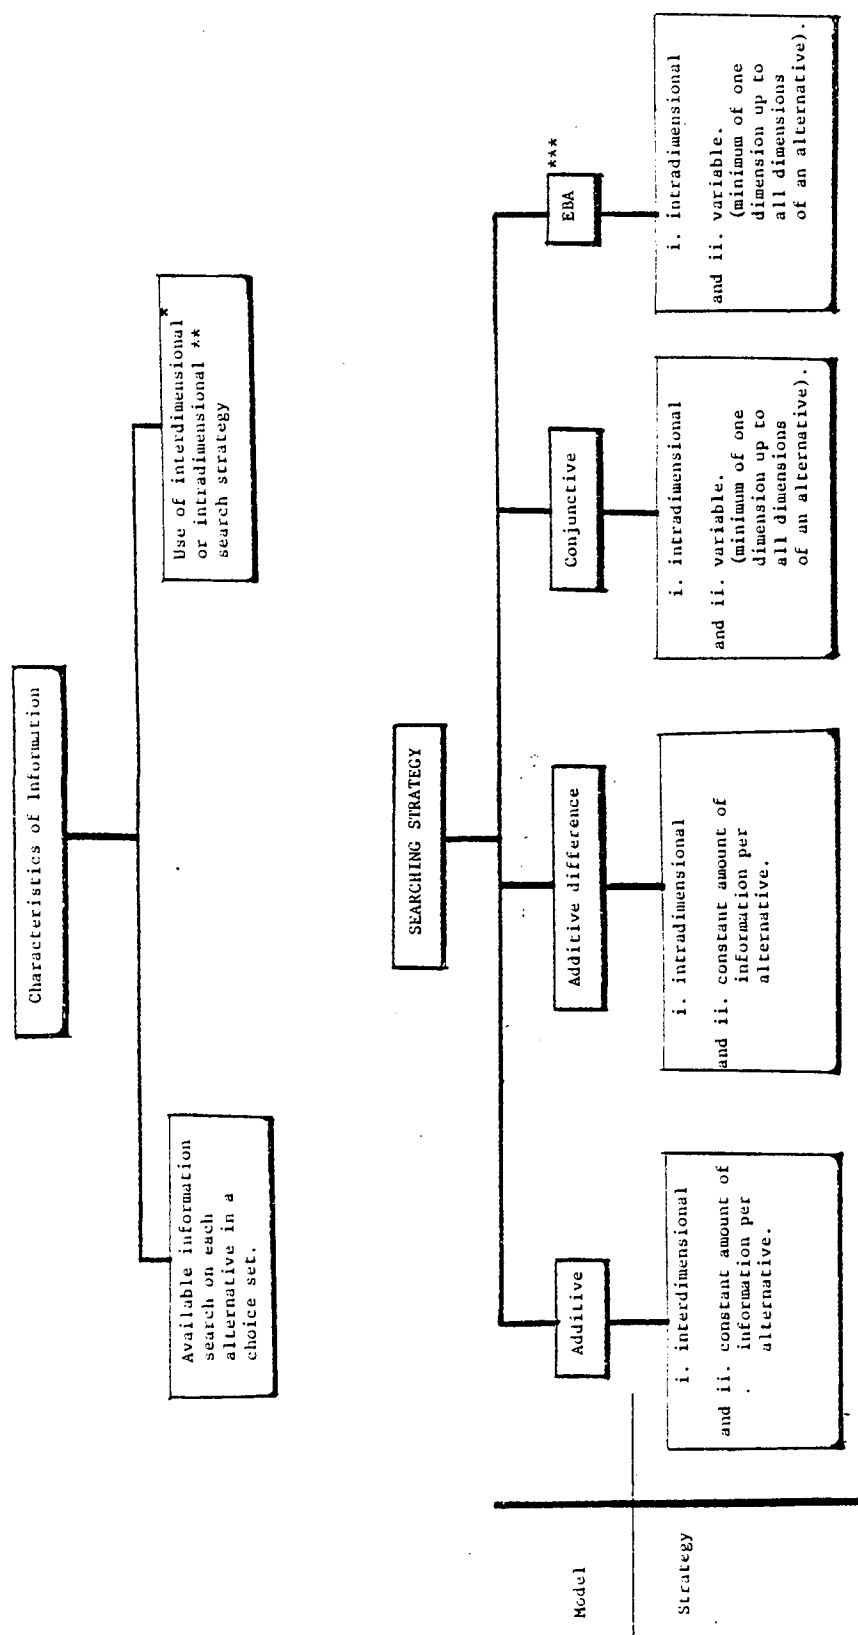 Characteristics of Information
Available information
search on each
alternative in a
choice set.
Use of interdimensional *
or intradimensional **
search strategy
SEARCHING STRATEGY
Model
Additive
Additive difference
Conjunctive
EBA ***
Strategy
i. interdimensional
and ii. constant amount of
information per
alternative.
i. intradimensional
and ii. constant amount of
information per
alternative.
i. intradimensional
and ii. variable.
(minimum of one
dimension up to
all dimensions
of an alternative).
i. intradimensional
and ii. variable.
(minimum of one
dimension up to
all dimensions
of an alternative).